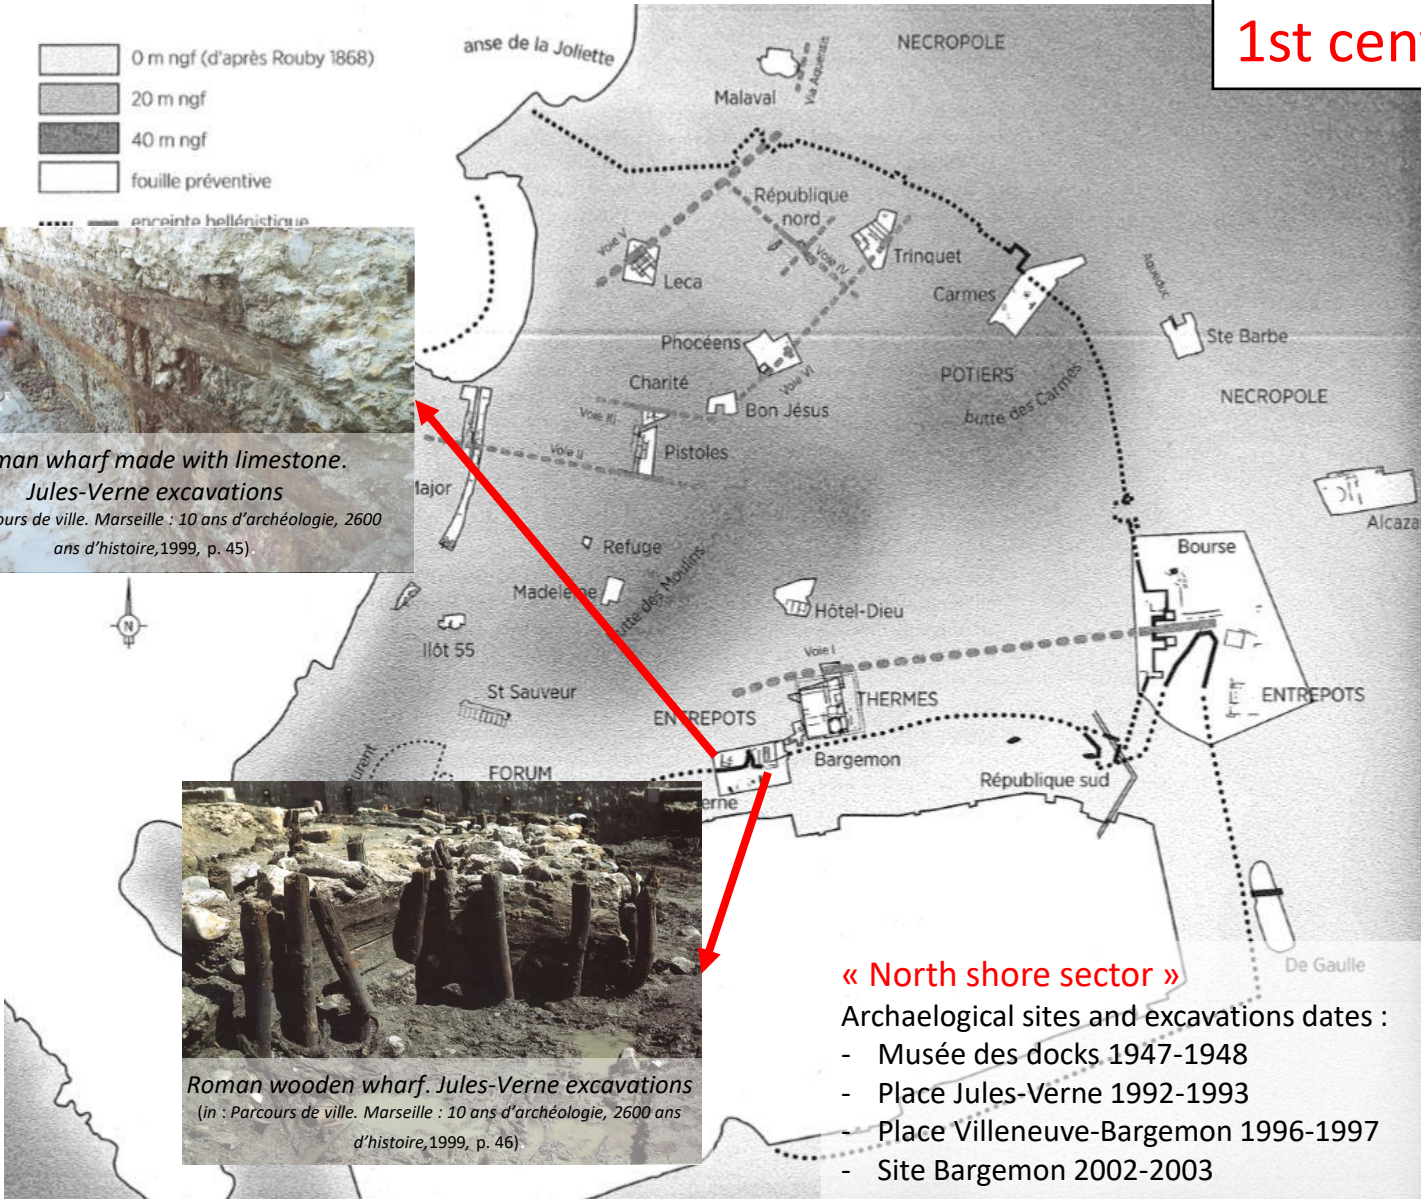 1st cent
0 m ngf (d'après Rouby 1868)
20 m ngf
40 m ngf
fouille préventive
enceinte hellénistique
anse de la Joliette
NECROPOLE
Malaval
Via Aquensis
République
nord
Voie V
Voie IV
Leca
Trinquet
Carmes
Aqueduc
Ste Barbe
Phocéens
Voie VI
POTIERS
butte des Carmes
NECROPOLE
Charité
Bon Jésus
Voie III
Voie II
Pistoles
Major
Alcaza
man wharf made with limestone.
Jules-Verne excavations
ours de ville. Marseille : 10 ans d'archéologie, 2600
ans d'histoire,1999, p. 45).
Refuge
Madeleine
utte des Moulins
Bourse
N
Ilôt 55
Hôtel-Dieu
Voie I
St Sauveur
ENTREPOTS
THERMES
ENTREPOTS
Bargemon
République sud
urent
FORUM
erne
De Gaulle
Roman wooden wharf. Jules-Verne excavations
(in : Parcours de ville. Marseille : 10 ans d'archéologie, 2600 ans
d'histoire,1999, p. 46)
« North shore sector »
Archaelogical sites and excavations dates :
- Musée des docks 1947-1948
- Place Jules-Verne 1992-1993
- Place Villeneuve-Bargemon 1996-1997
- Site Bargemon 2002-2003